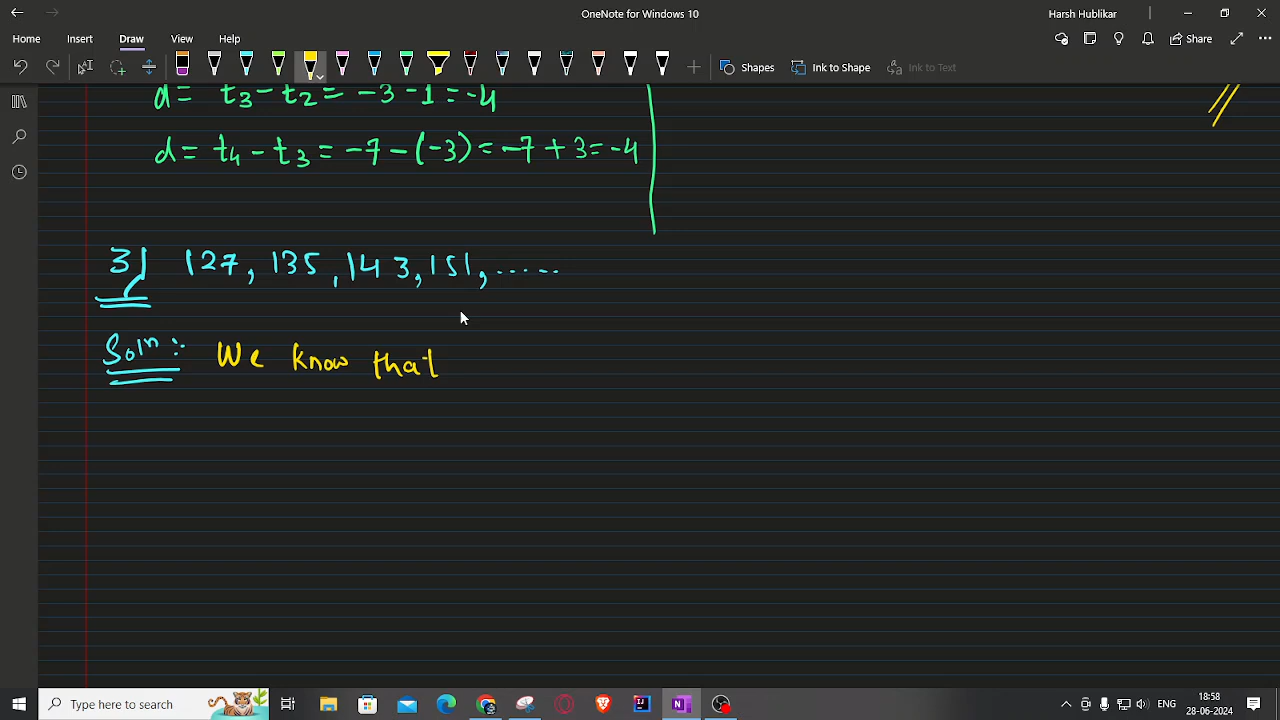 OneNote for Windows 10
Harsh Hublikar
Home Insert Draw View Help
Share
Shapes Ink to Shape Ink to Text
d = t3 - t2 = -3 - 1 = -4
d = t4 - t3 = -7 - (-3) = -7 + 3 = -4
3] 127, 135, 143, 151, ......
Soln : We know that
Type here to search
ENG
18:58
28-06-2024